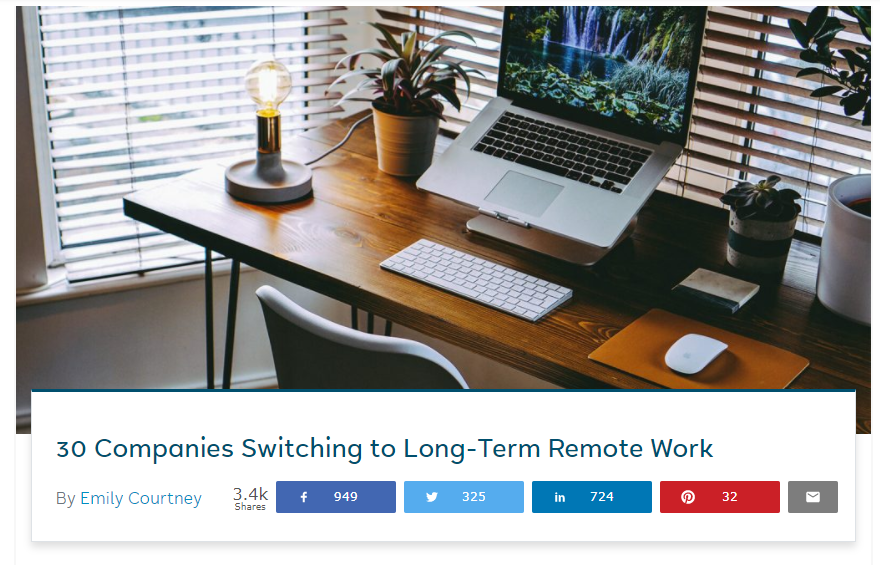 30 Companies Switching to Long-Term Remote Work
By Emily Courtney
3.4k
Shares
949
325
in 724
32